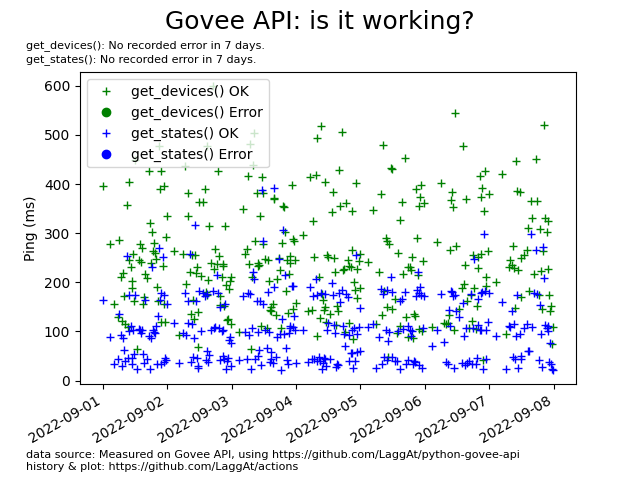 Govee API: is it working?
get_devices(): No recorded error in 7 days.
get_states(): No recorded error in 7 days.
get_devices() OK
get_devices() Error
get_states() OK
get_states() Error
Ping (ms)
600
500
400
300
200
100
0
2022-09-01
2022-09-02
2022-09-03
2022-09-04
2022-09-05
2022-09-06
2022-09-07
2022-09-08
data source: Measured on Govee API, using https://github.com/LaggAt/python-govee-api
history & plot: https://github.com/LaggAt/actions